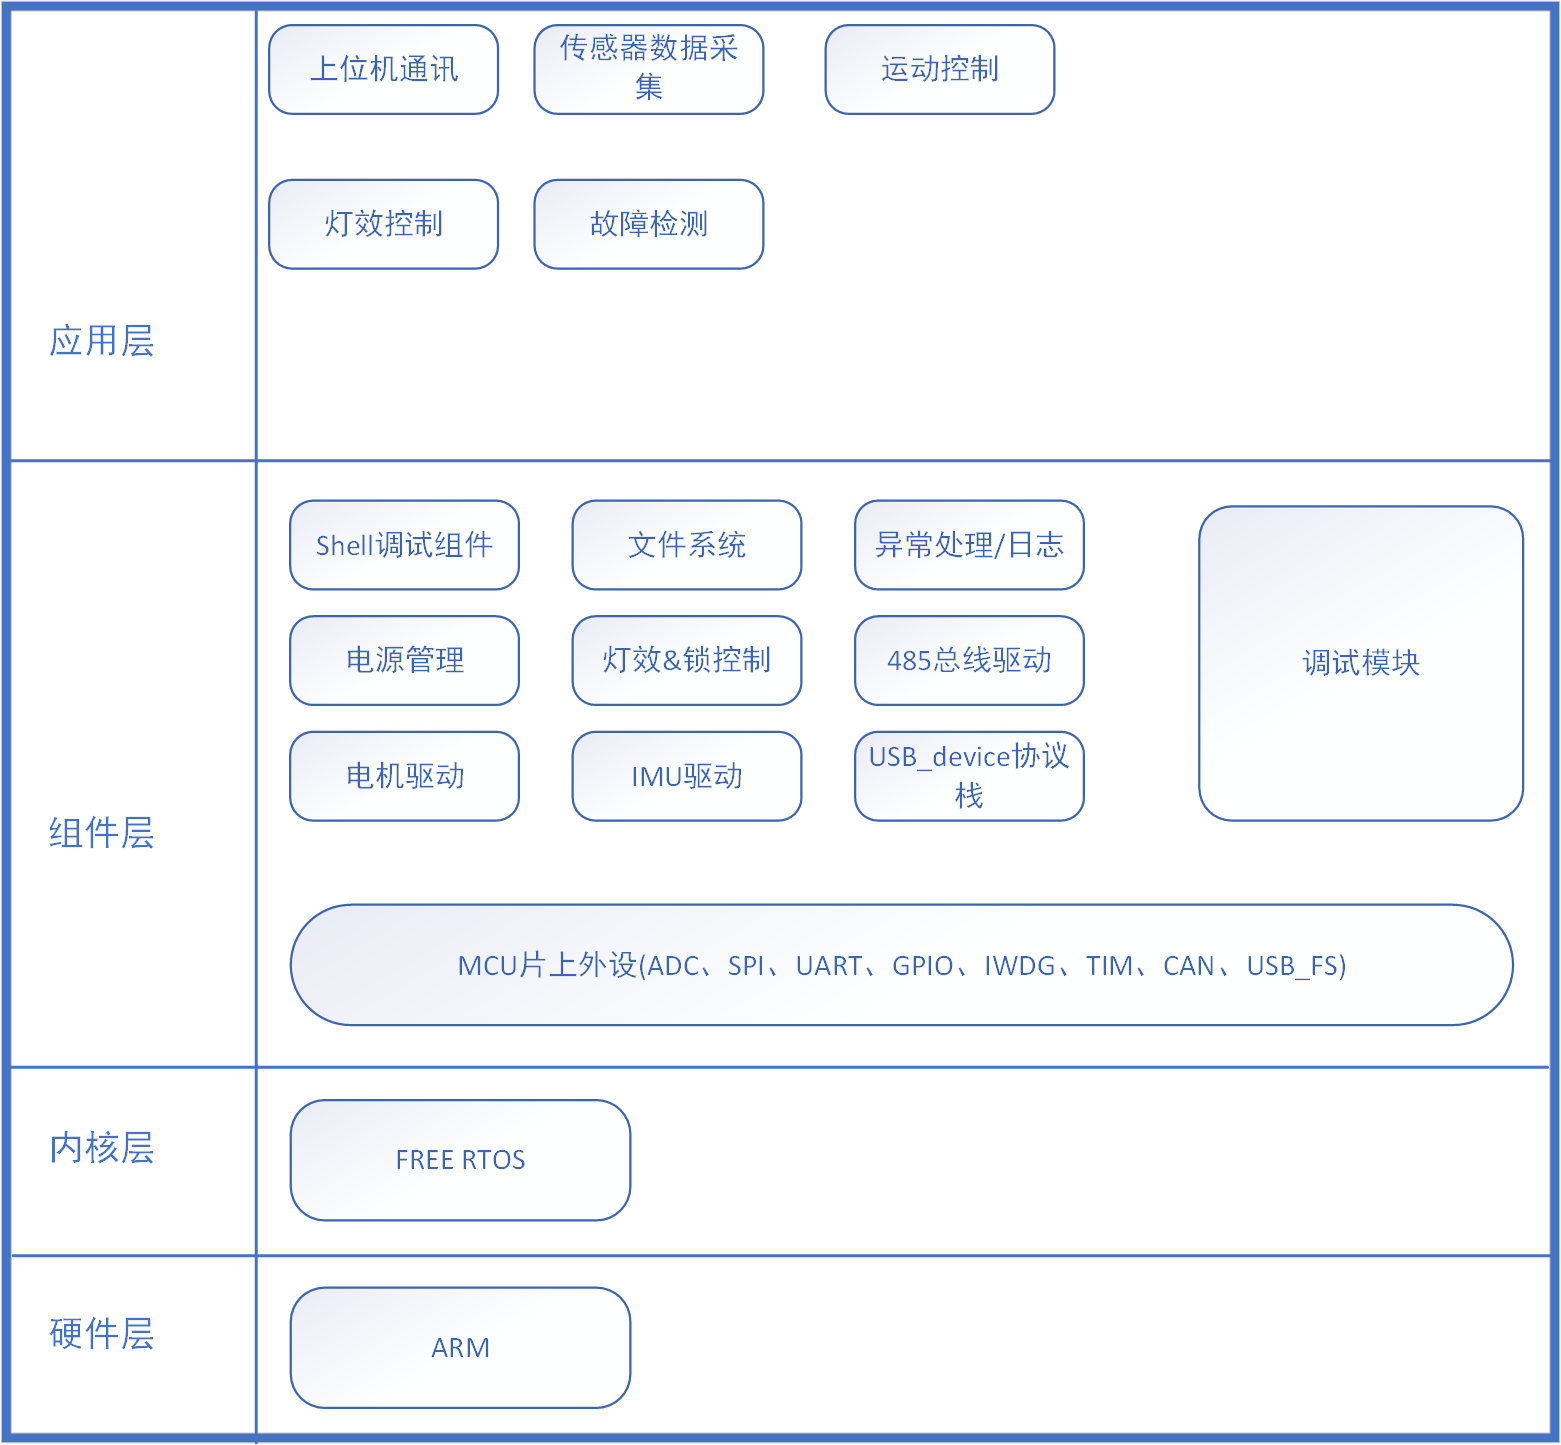 上位机通讯
传感器数据采
集
运动控制
灯效控制
故障检测
应用层
Shell调试组件
文件系统
异常处理/日志
电源管理
灯效&锁控制
485总线驱动
调试模块
电机驱动
IMU驱动
USB_device协议
栈
组件层
MCU片上外设(ADC、SPI、UART、GPIO、IWDG、TIM、CAN、USB_FS)
内核层
FREE RTOS
硬件层
ARM